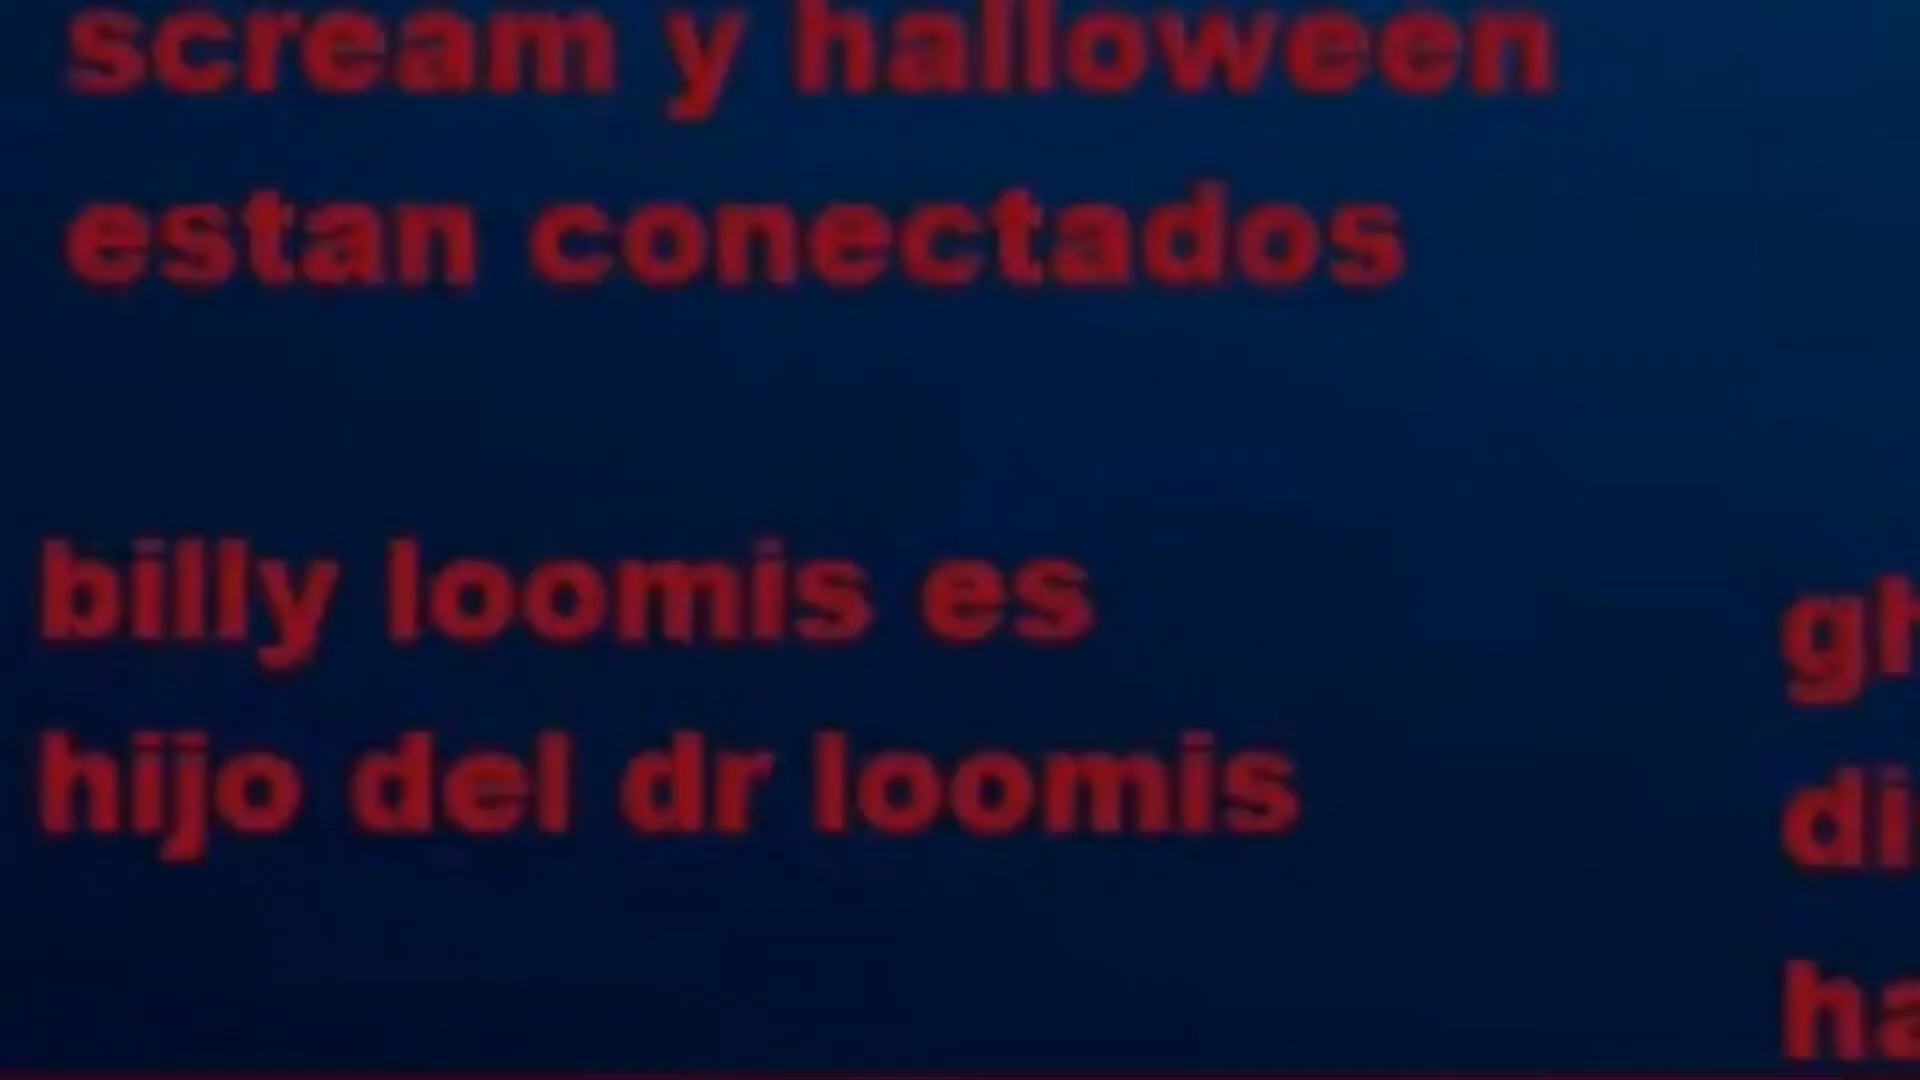 scream y halloween
estan conectados
billy loomis es
hijo del dr loomis